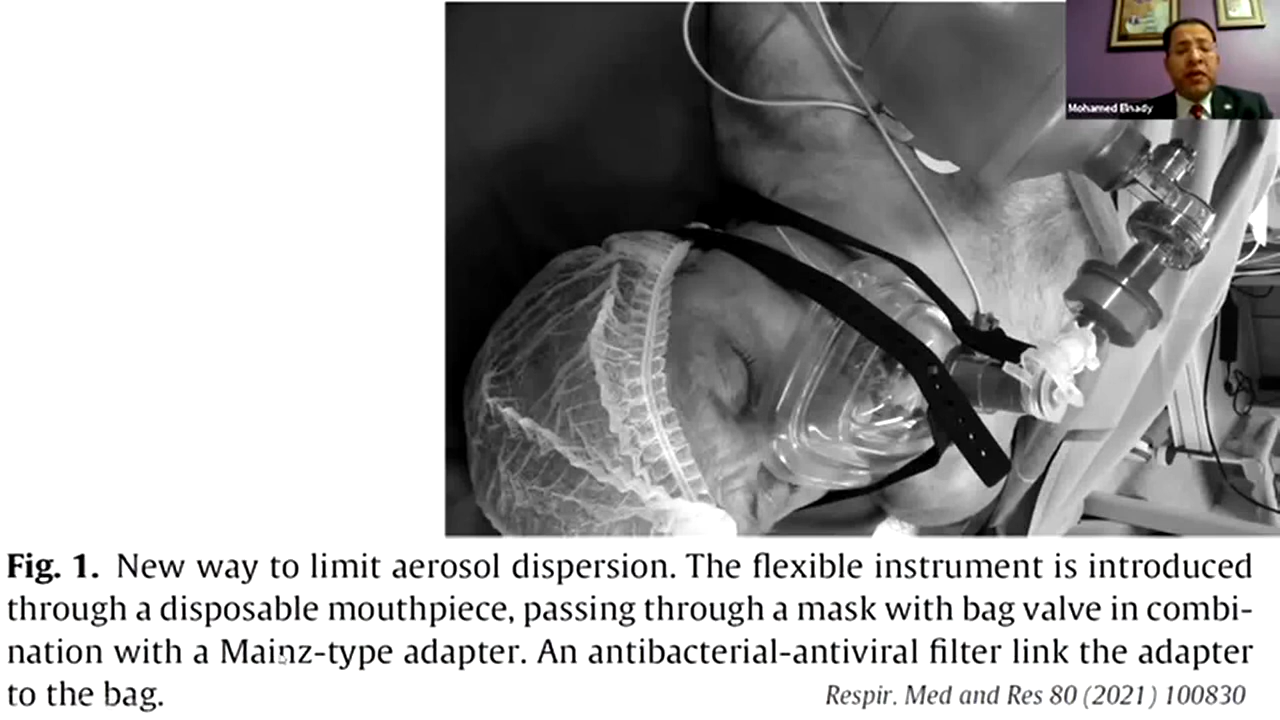 Mohamed Elnady
Fig. 1. New way to limit aerosol dispersion. The flexible instrument is introduced
through a disposable mouthpiece, passing through a mask with bag valve in combi-
nation with a Mainz-type adapter. An antibacterial-antiviral filter link the adapter
to the bag.
Respir. Med and Res 80 (2021) 100830